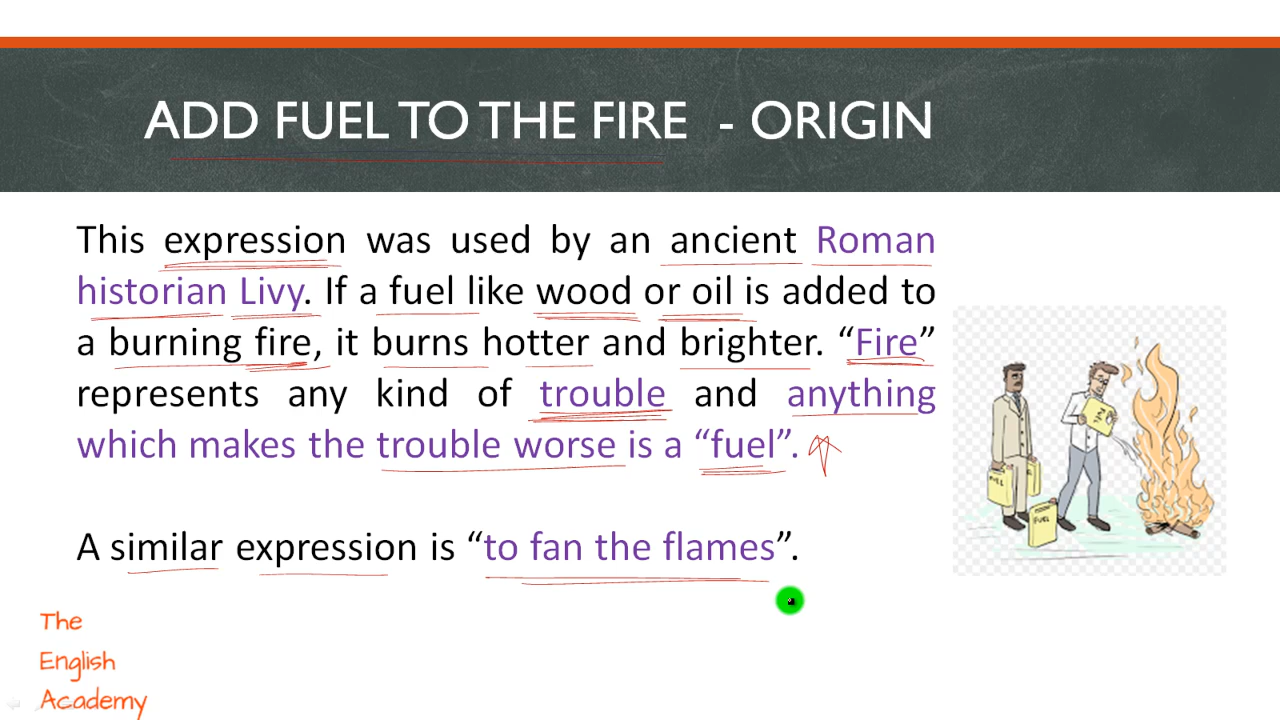 ADD FUEL TO THE FIRE - ORIGIN
This expression was used by an ancient Roman
historian Livy. If a fuel like wood or oil is added to
a burning fire, it burns hotter and brighter. “Fire”
represents any kind of trouble and anything
which makes the trouble worse is a “fuel”.
A similar expression is “to fan the flames”.
FUEL
FUEL
The
English
Academy